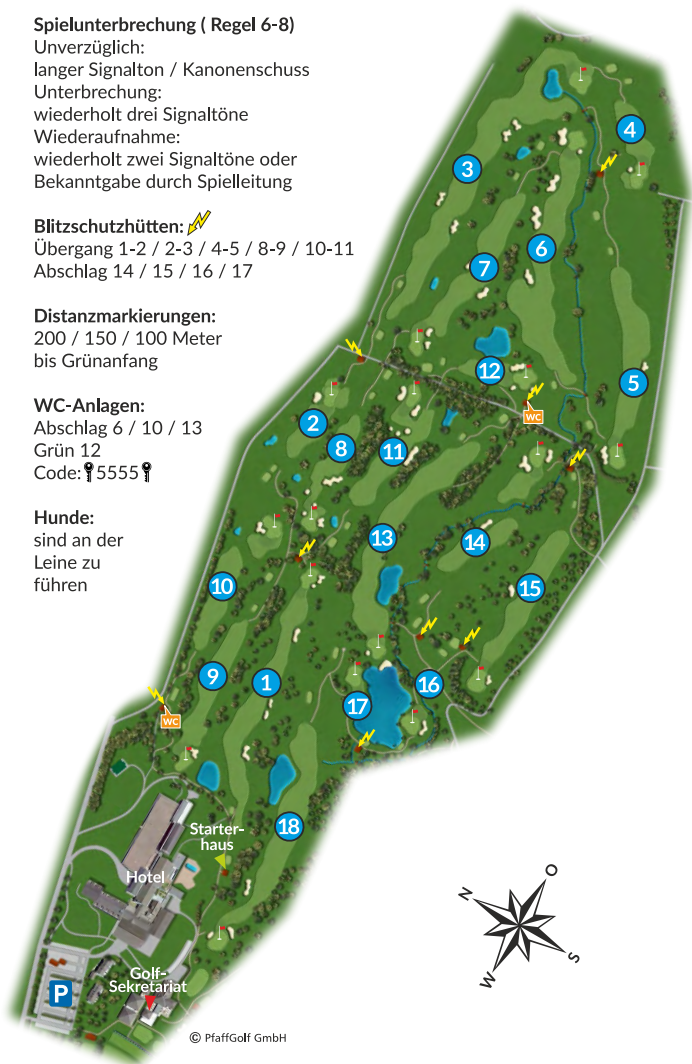 Spielunterbrechung ( Regel 6-8)
Unverzüglich:
langer Signalton / Kanonenschuss
Unterbrechung:
wiederholt drei Signaltöne
Wiederaufnahme:
wiederholt zwei Signaltöne oder
Bekanntgabe durch Spielleitung
Blitzschutzhütten:
Übergang 1-2 / 2-3 / 4-5 / 8-9 / 10-11
Abschlag 14 / 15 / 16 / 17
Distanzmarkierungen:
200 / 150 / 100 Meter
bis Grünanfang
WC-Anlagen:
Abschlag 6 / 10 / 13
Grün 12
Code: 5555
Hunde:
sind an der
Leine zu
führen
4
3
6
7
12
5
WC
2
8
11
13
14
10
15
9
1
16
17
WC
18
Starter-
haus
Hotel
Golf-
Sekretariat
P
N
O
W
S
© PfaffGolf GmbH